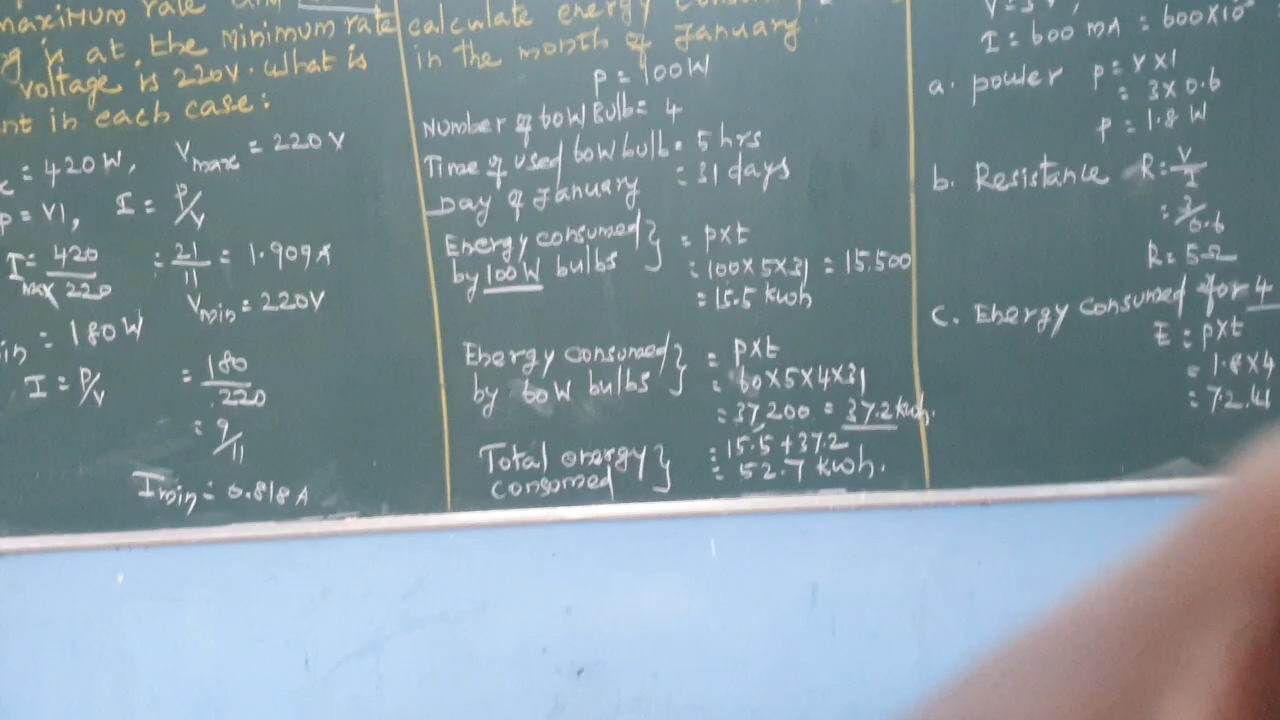 maximum rate and
g is at the minimum rate
voltage is 220V. What is
nt in each case:
= 420W, Vmax = 220V
P = VI, I = P/V
Imax = 420/220 = 21/11 = 1.909A
in = 180W Vmin = 220V
I = P/V = 180/220
= 9/11
Imin = 0.818A
calculate energy
in the month of January
P = 100W
Number of 60W Bulb = 4
Time of used 60W bulb = 5 hrs
Day of January = 31 days
Energy consumed } = P×t
by 100W bulbs = 100×5×31 = 15,500
= 15.5 kwh
Energy consumed } = P×t
by 60W bulbs = 60×5×4×31
= 37,200 = 37.2 kwh.
Total energy } = 15.5+37.2
consumed = 52.7 kwh.
I = 600 mA = 600×10
a. power P = V×I
= 3×0.6
P = 1.8 W
b. Resistance R = V/I
= 3/0.6
R = 5Ω
c. Energy consumed for 4
E = P×t
= 1.8×4
= 7.2